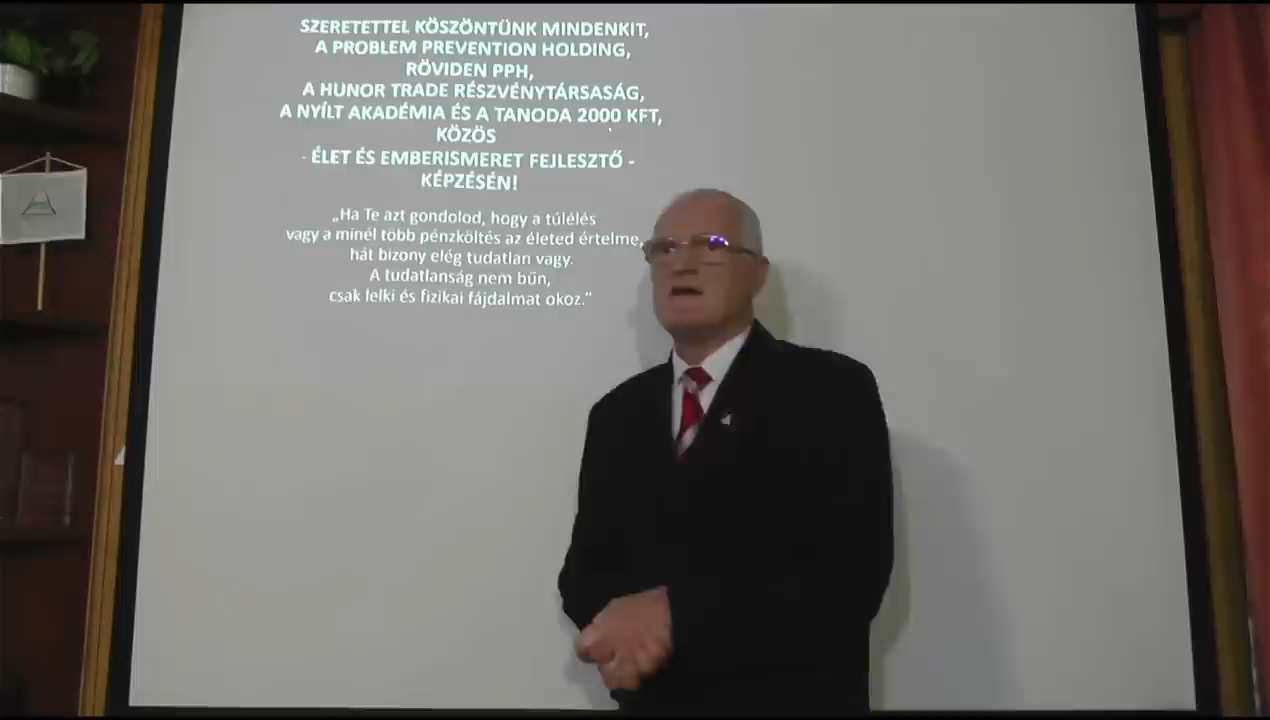 SZERETETTEL KÖSZÖNTÜNK MINDENKIT,
A PROBLEM PREVENTION HOLDING,
RÖVIDEN PPH,
A HUNOR TRADE RÉSZVÉNYTÁRSASÁG,
A NYÍLT AKADÉMIA ÉS A TANODA 2000 KFT,
KÖZÖS
- ÉLET ÉS EMBERISMERET FEJLESZTŐ -
KÉPZÉSÉN!
„Ha Te azt gondolod, hogy a túlélés
vagy a minél több pénzköltés az életed értelme,
hát bizony elég tudatlan vagy.
A tudatlanság nem bűn,
csak lelki és fizikai fájdalmat okoz.”